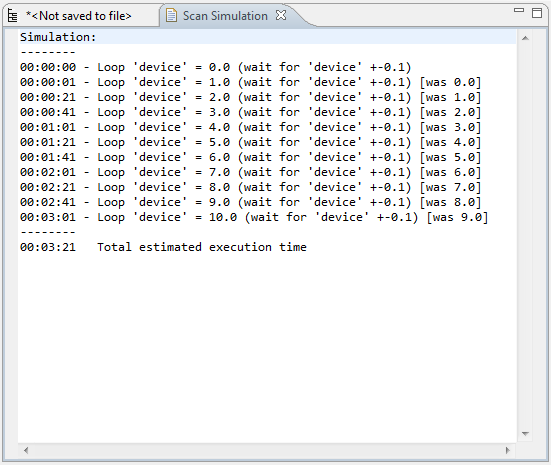 *<Not saved to file>
Scan Simulation
Simulation:
--------
00:00:00 - Loop 'device' = 0.0 (wait for 'device' +-0.1)
00:00:01 - Loop 'device' = 1.0 (wait for 'device' +-0.1) [was 0.0]
00:00:21 - Loop 'device' = 2.0 (wait for 'device' +-0.1) [was 1.0]
00:00:41 - Loop 'device' = 3.0 (wait for 'device' +-0.1) [was 2.0]
00:01:01 - Loop 'device' = 4.0 (wait for 'device' +-0.1) [was 3.0]
00:01:21 - Loop 'device' = 5.0 (wait for 'device' +-0.1) [was 4.0]
00:01:41 - Loop 'device' = 6.0 (wait for 'device' +-0.1) [was 5.0]
00:02:01 - Loop 'device' = 7.0 (wait for 'device' +-0.1) [was 6.0]
00:02:21 - Loop 'device' = 8.0 (wait for 'device' +-0.1) [was 7.0]
00:02:41 - Loop 'device' = 9.0 (wait for 'device' +-0.1) [was 8.0]
00:03:01 - Loop 'device' = 10.0 (wait for 'device' +-0.1) [was 9.0]
--------
00:03:21   Total estimated execution time